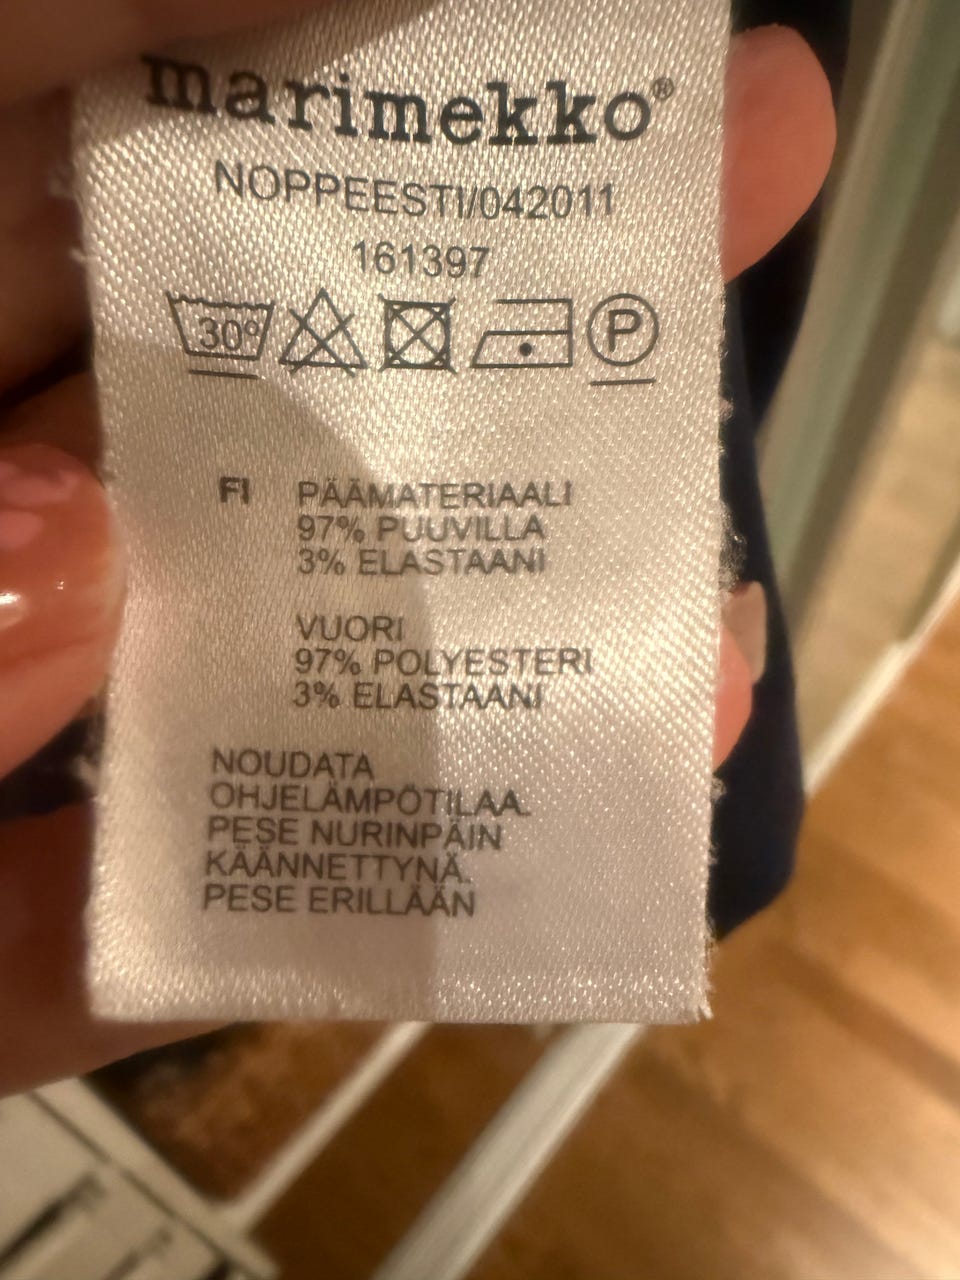 marimekko®
NOPPEESTI/042011
161397
30°
P
FI PÄÄMATERIAALI
97% PUUVILLA
3% ELASTAANI
VUORI
97% POLYESTERI
3% ELASTAANI
NOUDATA
OHJELÄMPÖTILAA.
PESE NURINPÄIN
KÄÄNNETTYNÄ.
PESE ERILLÄÄN